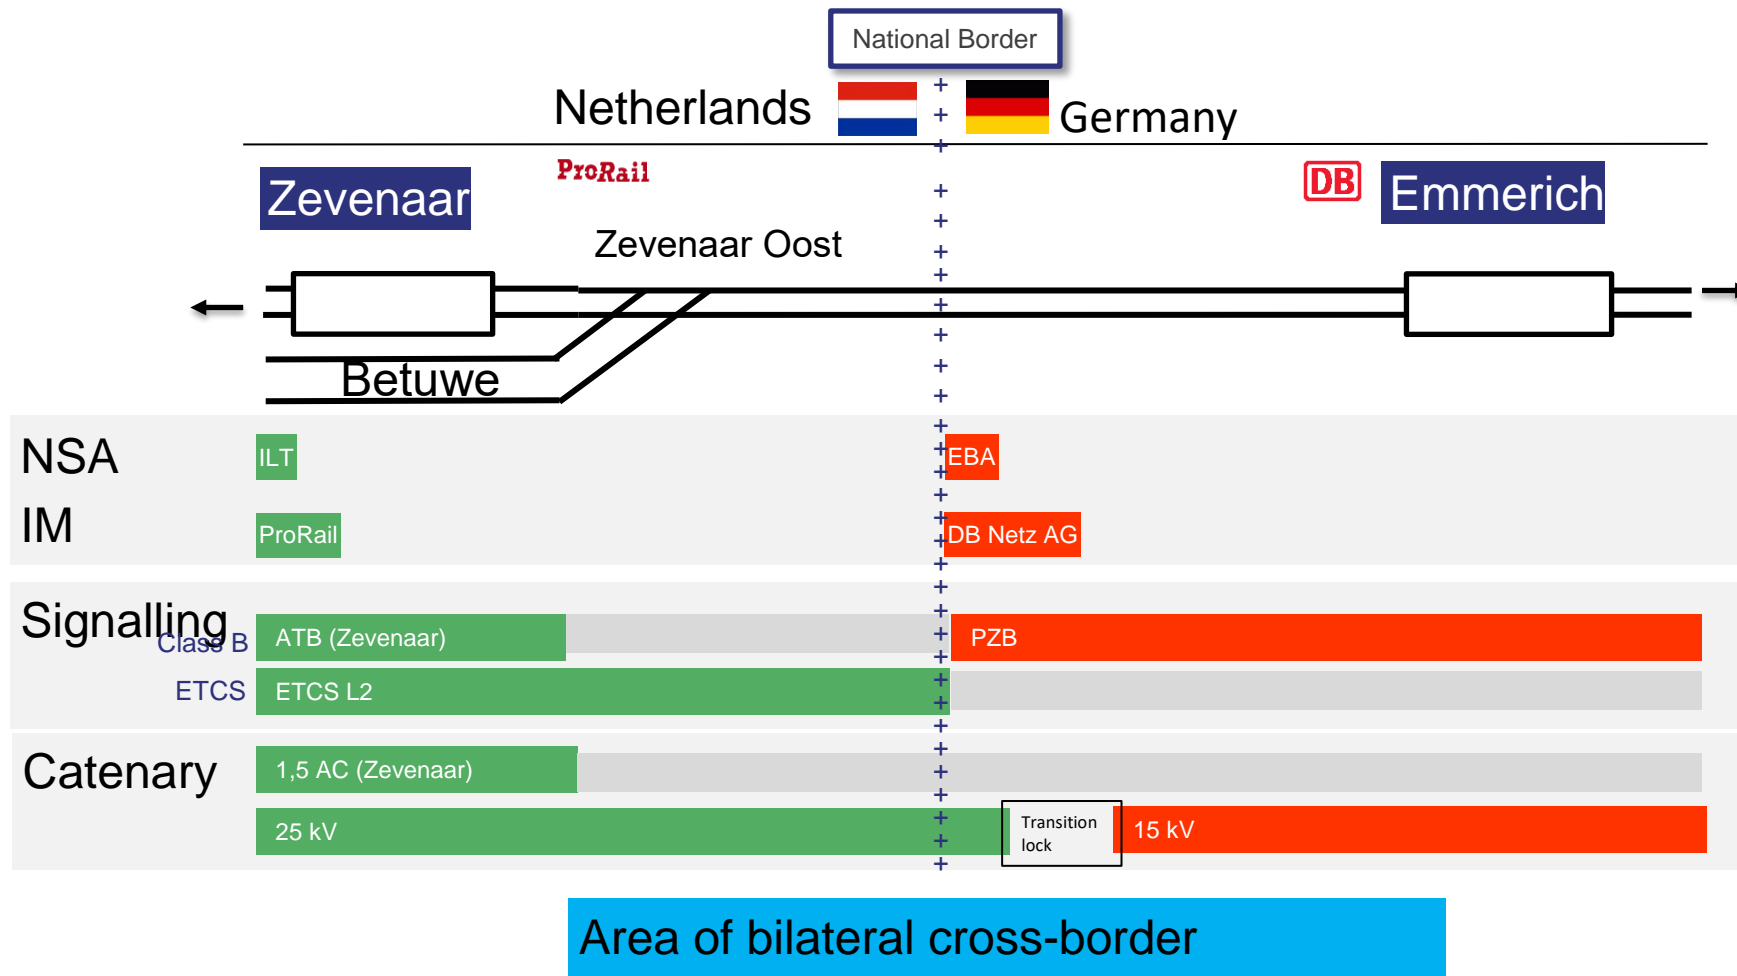 National Border
Netherlands
Germany
ProRail
DB
Zevenaar
Emmerich
Zevenaar Oost
Betuwe
NSA
ILT
EBA
IM
ProRail
DB Netz AG
Signalling
Class B
ATB (Zevenaar)
PZB
ETCS
ETCS L2
Catenary
1,5 AC (Zevenaar)
25 kV
Transition
lock
15 kV
Area of bilateral cross-border